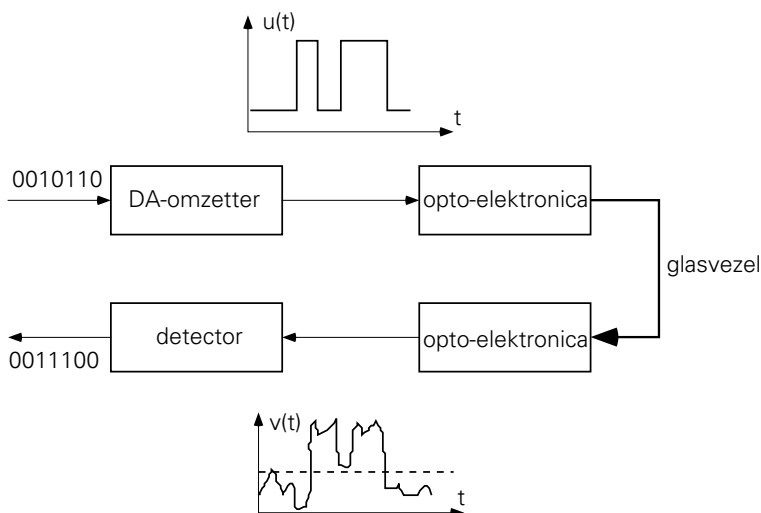 u(t)
t
0010110
DA-omzetter
opto-elektronica
glasvezel
detector
opto-elektronica
0011100
v(t)
t